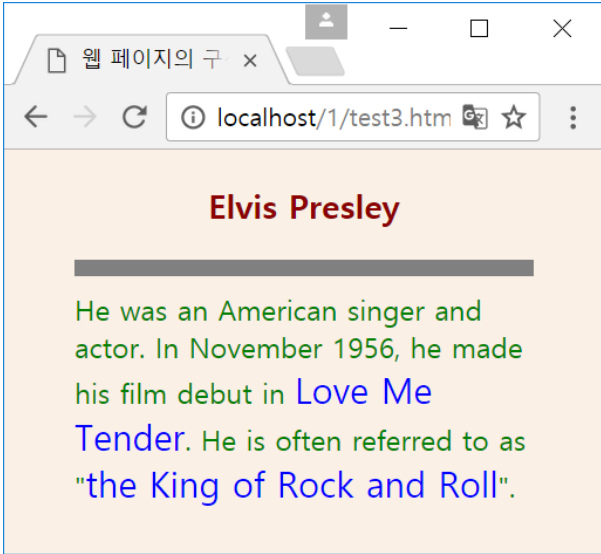 웹 페이지의 구
localhost/1/test3.htm
Elvis Presley
He was an American singer and
actor. In November 1956, he made
his film debut in Love Me
Tender. He is often referred to as
"the King of Rock and Roll".